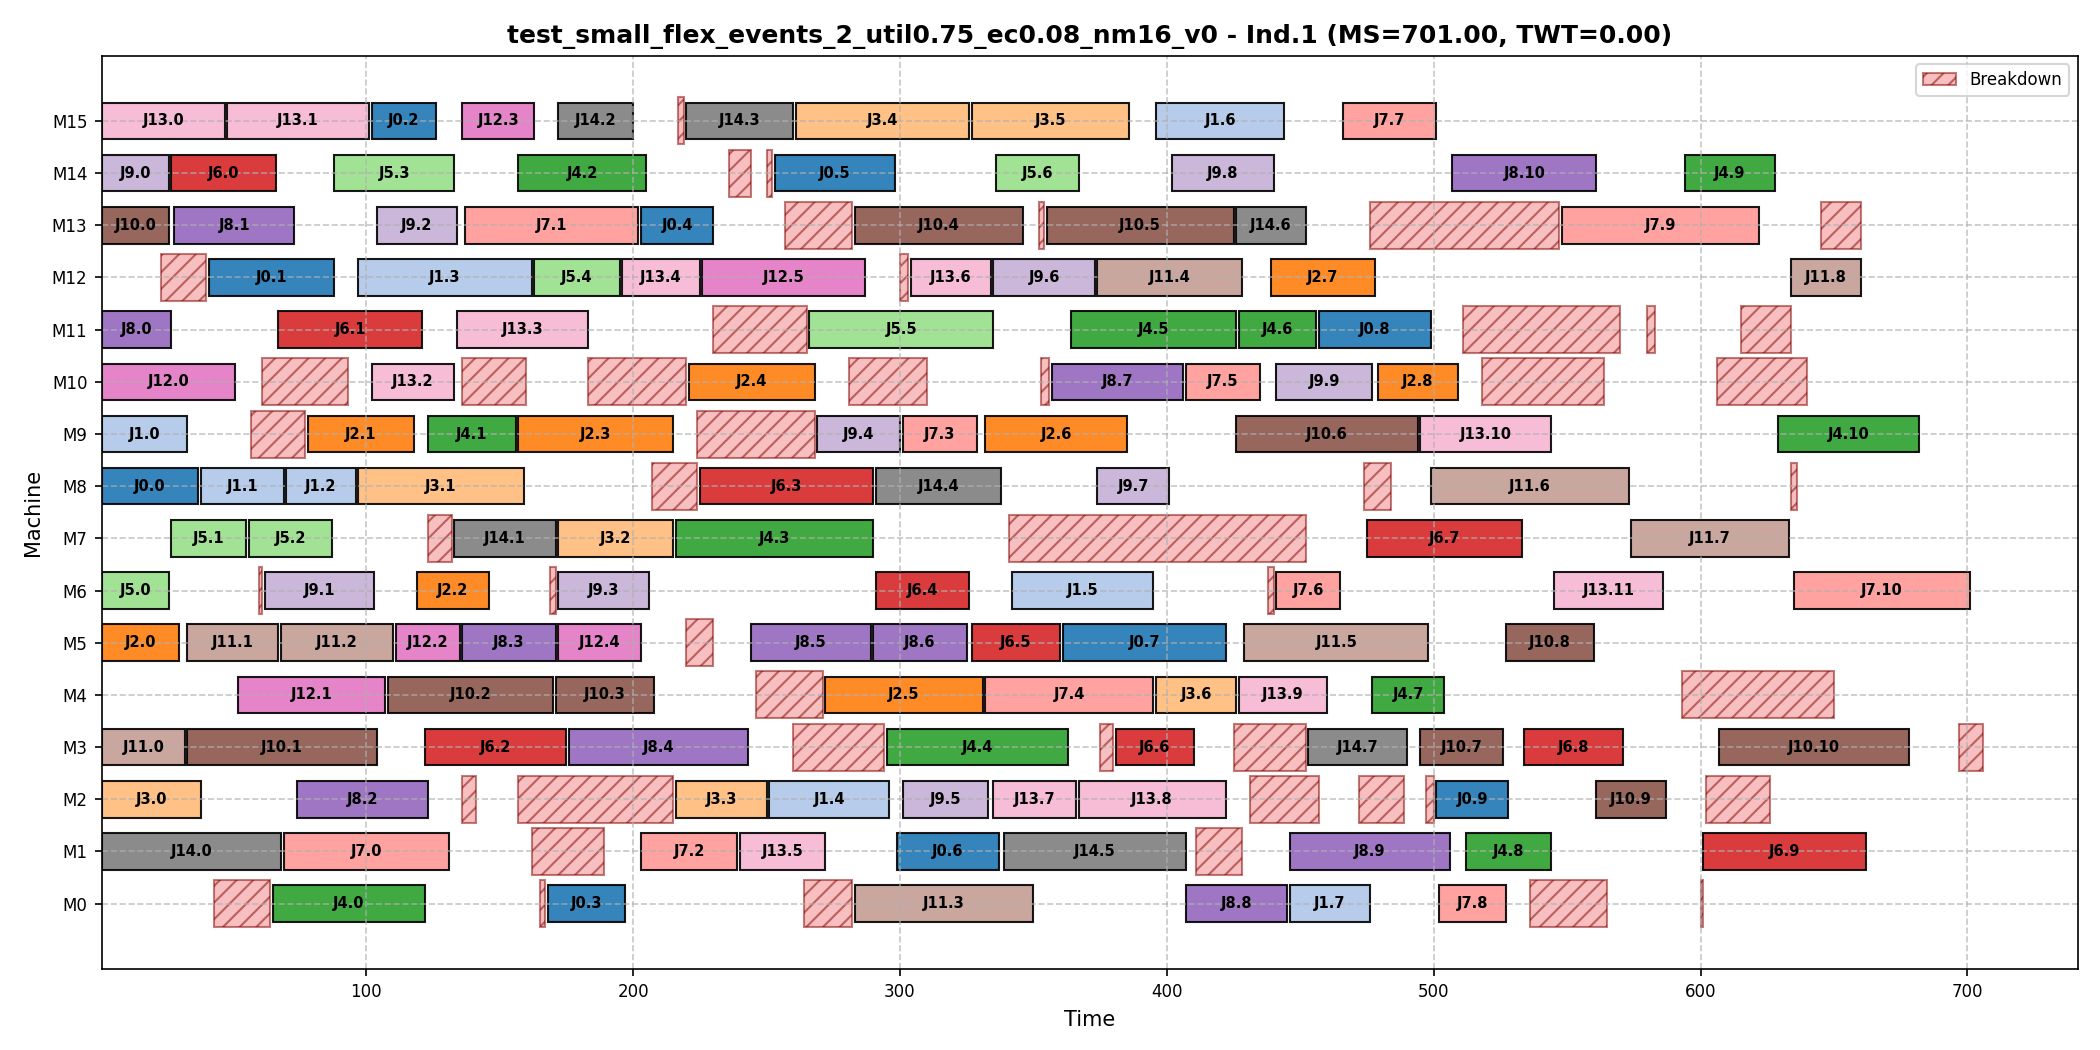 test_small_flex_events_2_util0.75_ec0.08_nm16_v0 - Ind.1 (MS=701.00, TWT=0.00)
Breakdown
M15 J13.0 J13.1 J0.2 J12.3 J14.2 J14.3 J3.4 J3.5 J1.6 J7.7
M14 J9.0 J6.0 J5.3 J4.2 J0.5 J5.6 J9.8 J8.10 J4.9
M13 J10.0 J8.1 J9.2 J7.1 J0.4 J10.4 J10.5 J14.6 J7.9
M12 J0.1 J1.3 J5.4 J13.4 J12.5 J13.6 J9.6 J11.4 J2.7 J11.8
M11 J8.0 J6.1 J13.3 J5.5 J4.5 J4.6 J0.8
M10 J12.0 J13.2 J2.4 J8.7 J7.5 J9.9 J2.8
M9 J1.0 J2.1 J4.1 J2.3 J9.4 J7.3 J2.6 J10.6 J13.10 J4.10
M8 J0.0 J1.1 J1.2 J3.1 J6.3 J14.4 J9.7 J11.6
M7 J5.1 J5.2 J14.1 J3.2 J4.3 J6.7 J11.7
M6 J5.0 J9.1 J2.2 J9.3 J6.4 J1.5 J7.6 J13.11 J7.10
M5 J2.0 J11.1 J11.2 J12.2 J8.3 J12.4 J8.5 J8.6 J6.5 J0.7 J11.5 J10.8
M4 J12.1 J10.2 J10.3 J2.5 J7.4 J3.6 J13.9 J4.7
M3 J11.0 J10.1 J6.2 J8.4 J4.4 J6.6 J14.7 J10.7 J6.8 J10.10
M2 J3.0 J8.2 J3.3 J1.4 J9.5 J13.7 J13.8 J0.9 J10.9
M1 J14.0 J7.0 J7.2 J13.5 J0.6 J14.5 J8.9 J4.8 J6.9
M0 J4.0 J0.3 J11.3 J8.8 J1.7 J7.8
Machine
100 200 300 400 500 600 700
Time